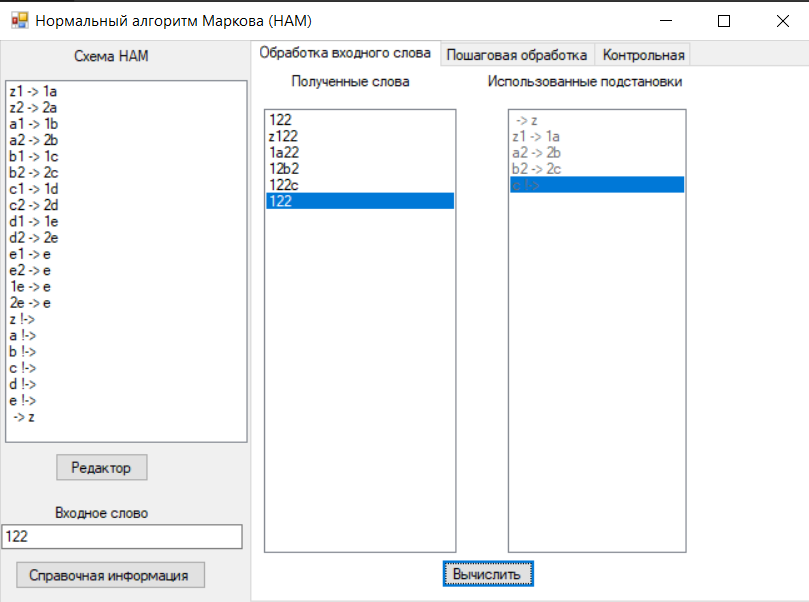 Нормальный алгоритм Маркова (НАМ)
Схема НАМ
z1 -> 1a
z2 -> 2a
a1 -> 1b
a2 -> 2b
b1 -> 1c
b2 -> 2c
c1 -> 1d
c2 -> 2d
d1 -> 1e
d2 -> 2e
e1 -> e
e2 -> e
1e -> e
2e -> e
z !->
a !->
b !->
c !->
d !->
e !->
-> z
Редактор
Входное слово
122
Справочная информация
Обработка входного слова Пошаговая обработка Контрольная
Полученные слова
122
z122
1a22
12b2
122c
122
Использованные подстановки
-> z
z1 -> 1a
a2 -> 2b
b2 -> 2c
c !->
Вычислить